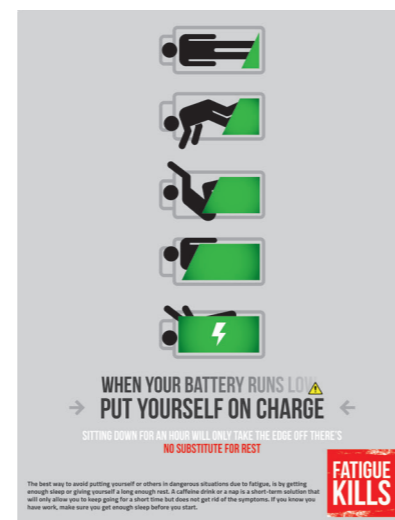 WHEN YOUR BATTERY RUNS LOW
PUT YOURSELF ON CHARGE
SITTING DOWN FOR AN HOUR WILL ONLY TAKE THE EDGE OFF THERE'S
NO SUBSTITUTE FOR REST
The best way to avoid putting yourself or others in dangerous situations due to fatigue, is by getting
enough sleep or giving yourself a long enough rest. A caffeine drink or a nap is a short-term solution that
will only allow you to keep going for a short time but does not get rid of the symptoms. If you know you
have work, make sure you get enough sleep before you start.
FATIGUE
KILLS